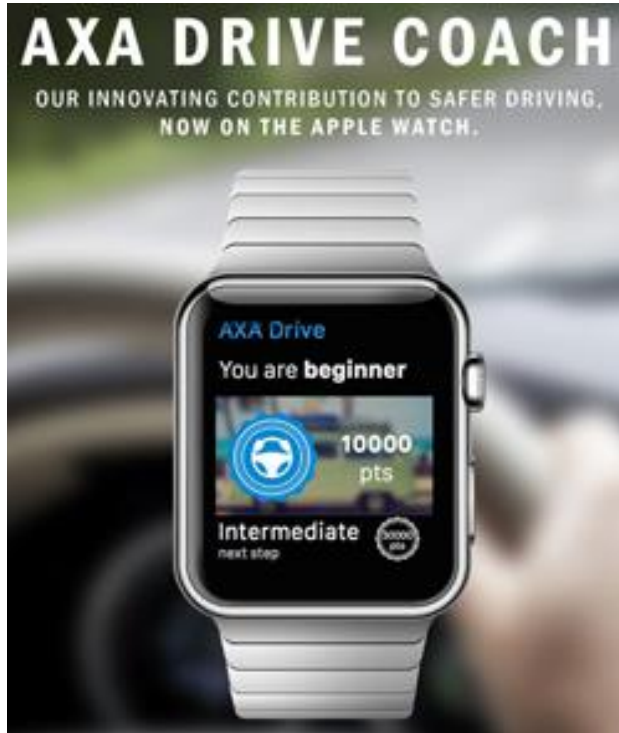 AXA DRIVE COACH
OUR INNOVATING CONTRIBUTION TO SAFER DRIVING,
NOW ON THE APPLE WATCH.
AXA Drive
You are beginner
10000
pts
Intermediate
next step
pts